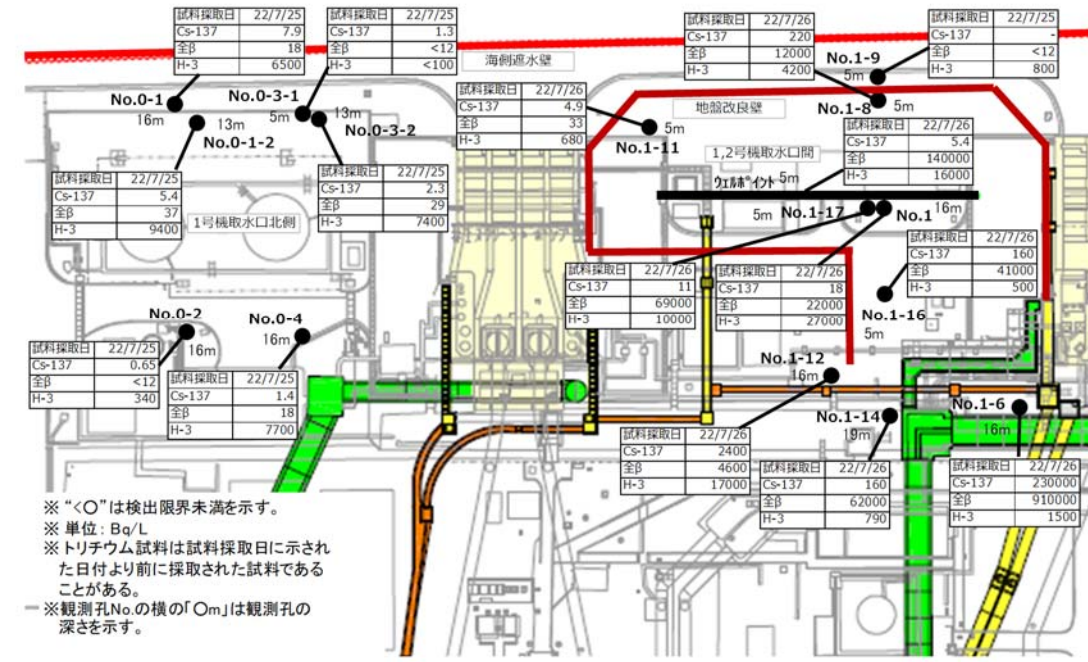 試料採取日 22/7/25
Cs-137 7.9
全β 18
H-3 6500
試料採取日 22/7/25
Cs-137 1.3
全β <12
H-3 <100
海側遮水壁
試料採取日 22/7/26
Cs-137 220
全β 12000
H-3 4200
試料採取日 22/7/25
Cs-137 -
全β <12
H-3 800
No.1-9
5m
No.0-1
16m
No.0-3-1
5m
13m
No.0-1-2
13m
No.0-3-2
試料採取日 22/7/26
Cs-137 4.9
全β 33
H-3 680
5m
No.1-11
地盤改良壁
No.1-8
5m
試料採取日 22/7/26
Cs-137 5.4
全β 140000
H-3 16000
1,2号機取水口間
ウェルポイント 5m
試料採取日 22/7/25
Cs-137 5.4
全β 37
H-3 9400
1号機取水口北側
試料採取日 22/7/25
Cs-137 2.3
全β 29
H-3 7400
5m
No.1-17
No.1
16m
試料採取日 22/7/26
Cs-137 11
全β 69000
H-3 10000
試料採取日 22/7/26
Cs-137 18
全β 22000
H-3 27000
試料採取日 22/7/26
Cs-137 160
全β 41000
H-3 500
No.1-16
5m
No.0-2
16m
No.0-4
16m
試料採取日 22/7/25
Cs-137 0.65
全β <12
H-3 340
試料採取日 22/7/25
Cs-137 1.4
全β 18
H-3 7700
No.1-12
16m
No.1-14
19m
No.1-6
16m
試料採取日 22/7/26
Cs-137 2400
全β 4600
H-3 17000
試料採取日 22/7/26
Cs-137 160
全β 62000
H-3 790
試料採取日 22/7/26
Cs-137 230000
全β 910000
H-3 1500
※ “<○”は検出限界未満を示す。
※ 単位: Bq/L
※ トリチウム試料は試料採取日に示され
た日付より前に採取された試料である
ことがある。
※観測孔No.の横の「○m」は観測孔の
深さを示す。